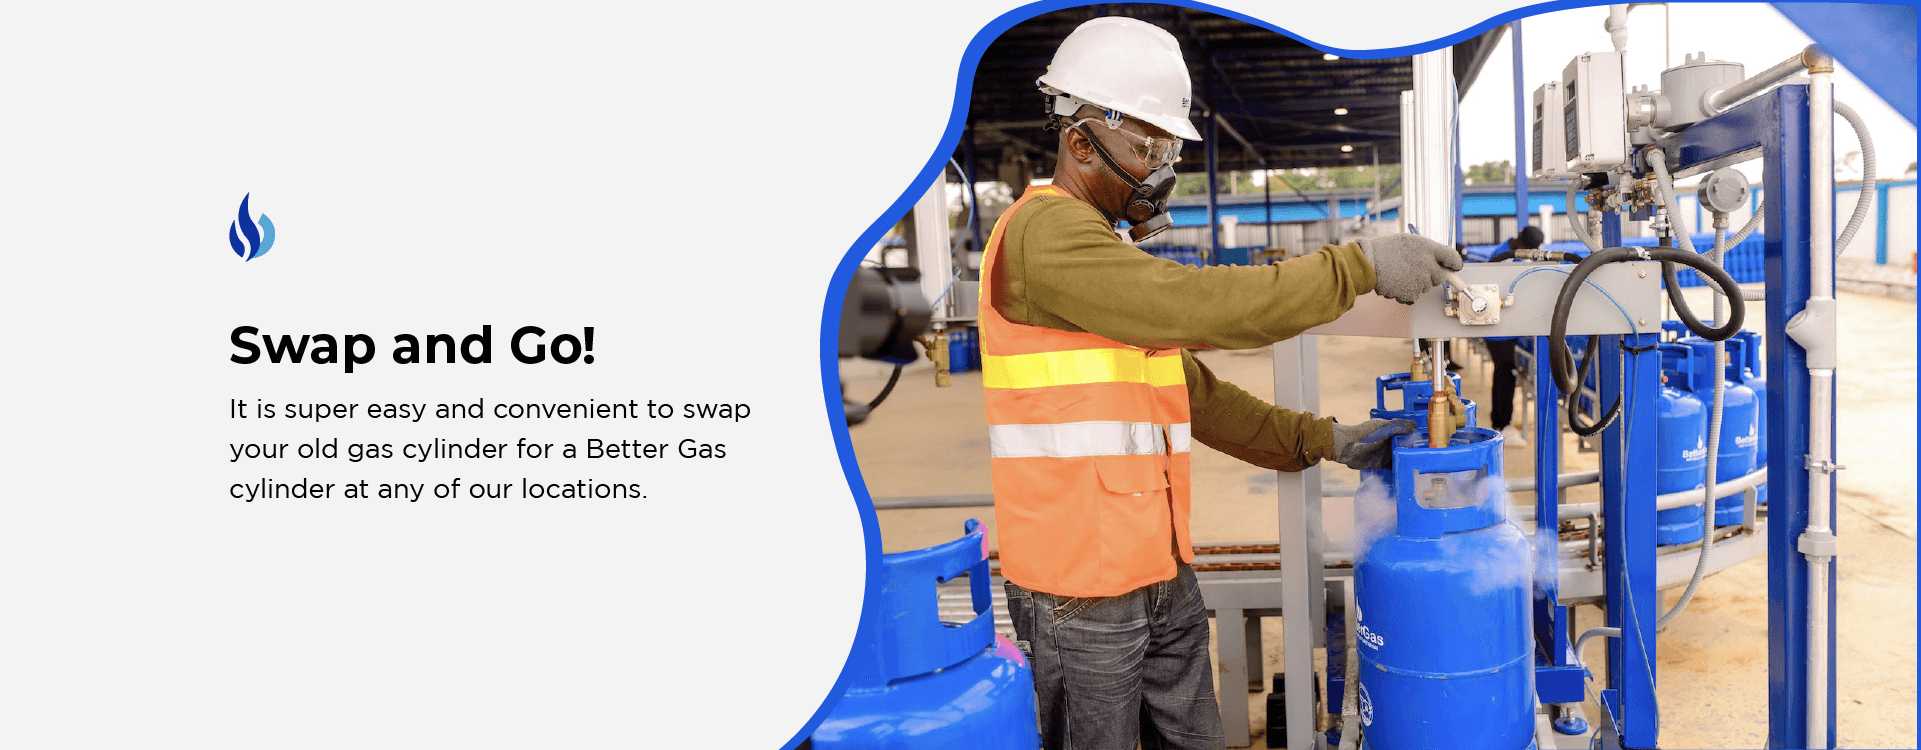 Swap and Go!
It is super easy and convenient to swap
your old gas cylinder for a Better Gas
cylinder at any of our locations.